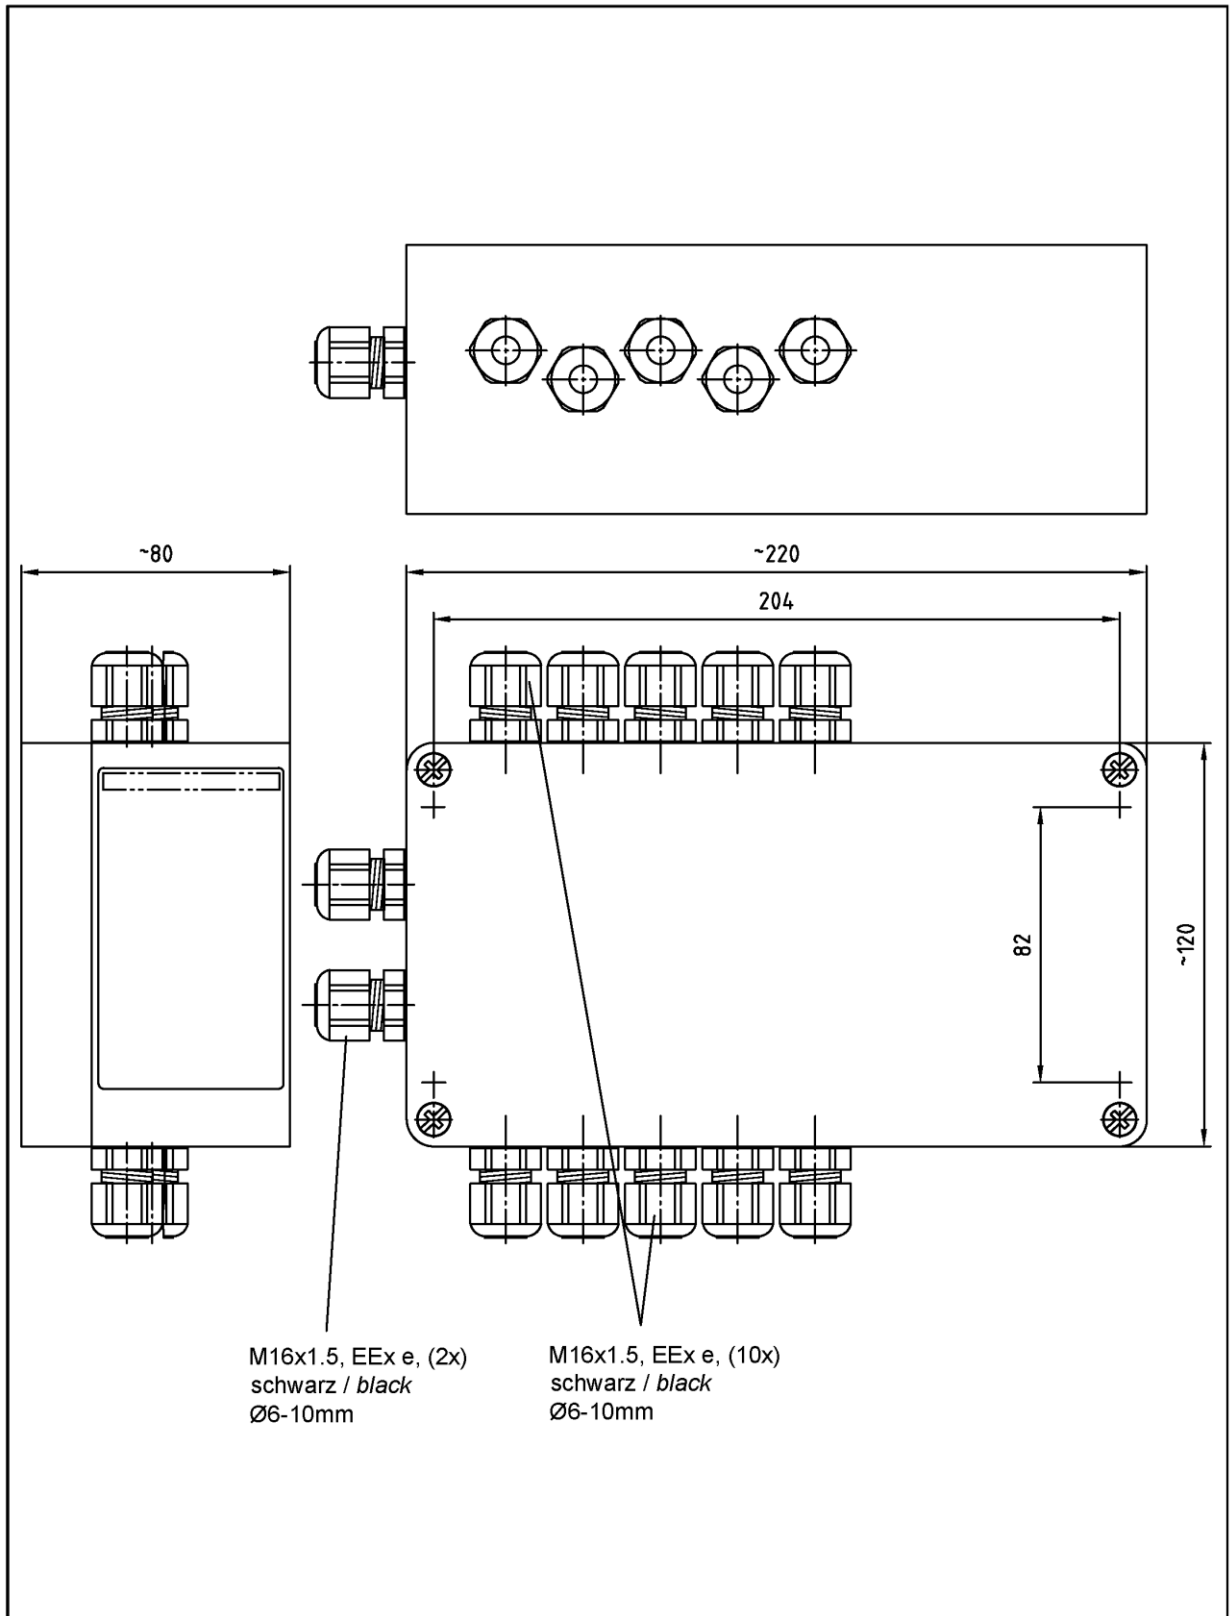 ~80
~220
204
82
~120
M16x1.5, EEx e, (2x)
schwarz / black
Ø6-10mm
M16x1.5, EEx e, (10x)
schwarz / black
Ø6-10mm